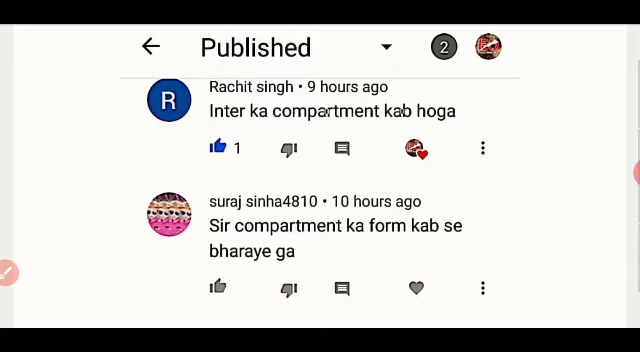 Published
2
Rachit singh • 9 hours ago
R
Inter ka compartment kab hoga
1
suraj sinha4810 • 10 hours ago
Sir compartment ka form kab se
bharaye ga